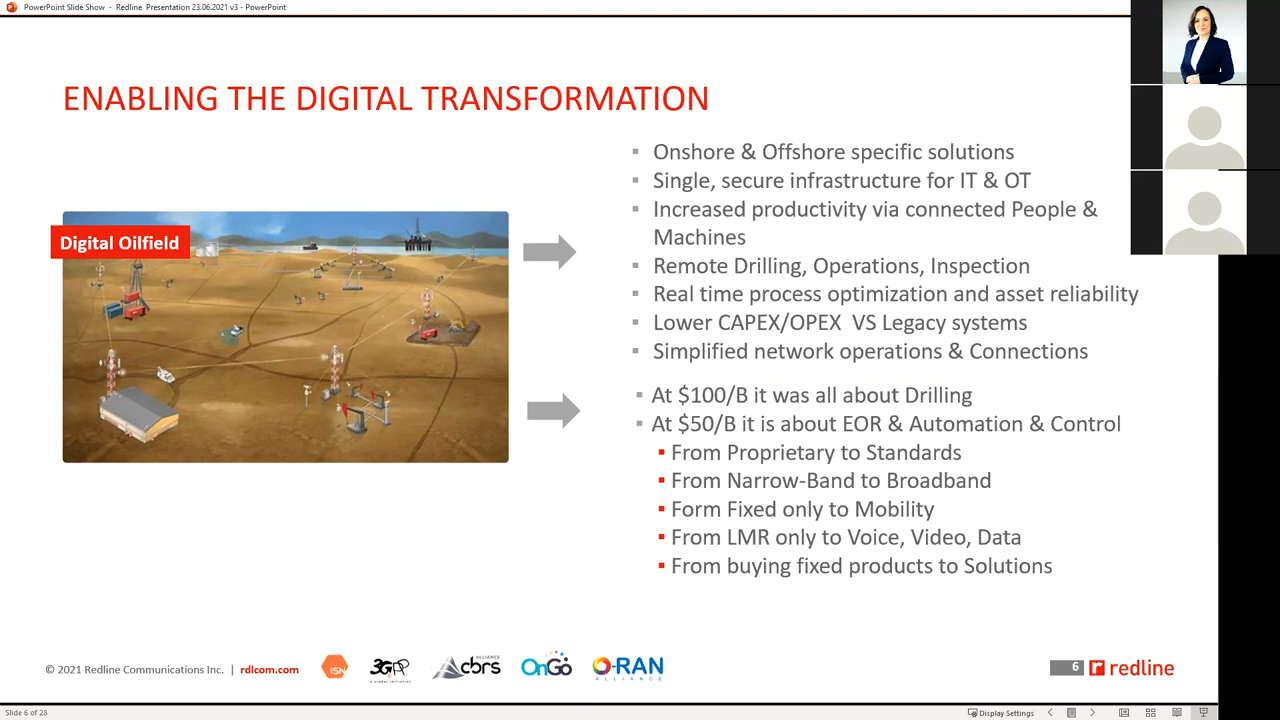 PowerPoint Slide Show - Redline Presentation 23.06.2021 v3 - PowerPoint
ENABLING THE DIGITAL TRANSFORMATION
Digital Oilfield
▪ Onshore & Offshore specific solutions
▪ Single, secure infrastructure for IT & OT
▪ Increased productivity via connected People &
Machines
▪ Remote Drilling, Operations, Inspection
▪ Real time process optimization and asset reliability
▪ Lower CAPEX/OPEX VS Legacy systems
▪ Simplified network operations & Connections
▪ At $100/B it was all about Drilling
▪ At $50/B it is about EOR & Automation & Control
▪ From Proprietary to Standards
▪ From Narrow-Band to Broadband
▪ Form Fixed only to Mobility
▪ From LMR only to Voice, Video, Data
▪ From buying fixed products to Solutions
© 2021 Redline Communications Inc. | rdlcom.com
ISN
3GPP
A GLOBAL INITIATIVE
cbrs
ALLIANCE
OnGo
O-RAN
ALLIANCE
6
redline
Slide 6 of 28
Display Settings